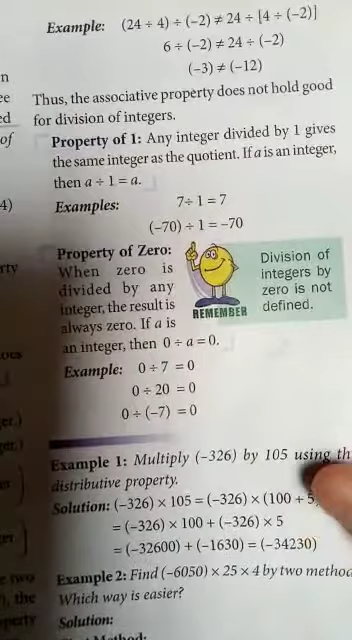 Example: (24 ÷ 4) ÷ (-2) ≠ 24 ÷ [4 ÷ (-2)]
6 ÷ (-2) ≠ 24 ÷ (-2)
(-3) ≠ (-12)
Thus, the associative property does not hold good
for division of integers.
Property of 1: Any integer divided by 1 gives
the same integer as the quotient. If a is an integer,
then a ÷ 1 = a.
Examples: 7÷ 1 = 7
(-70) ÷ 1 = -70
Property of Zero:
When zero is
divided by any
integer, the result is
always zero. If a is
an integer, then 0 ÷ a = 0.
REMEMBER
Division of
integers by
zero is not
defined.
Example: 0 ÷ 7 = 0
0 ÷ 20 = 0
0 ÷ (-7) = 0
Example 1: Multiply (-326) by 105 using th
distributive property.
Solution: (-326) × 105 = (-326) × (100 + 5
= (-326) × 100 + (-326) × 5
= (-32600) + (-1630) = (-34230)
Example 2: Find (-6050) × 25 × 4 by two method
Which way is easier?
Solution:
Method: